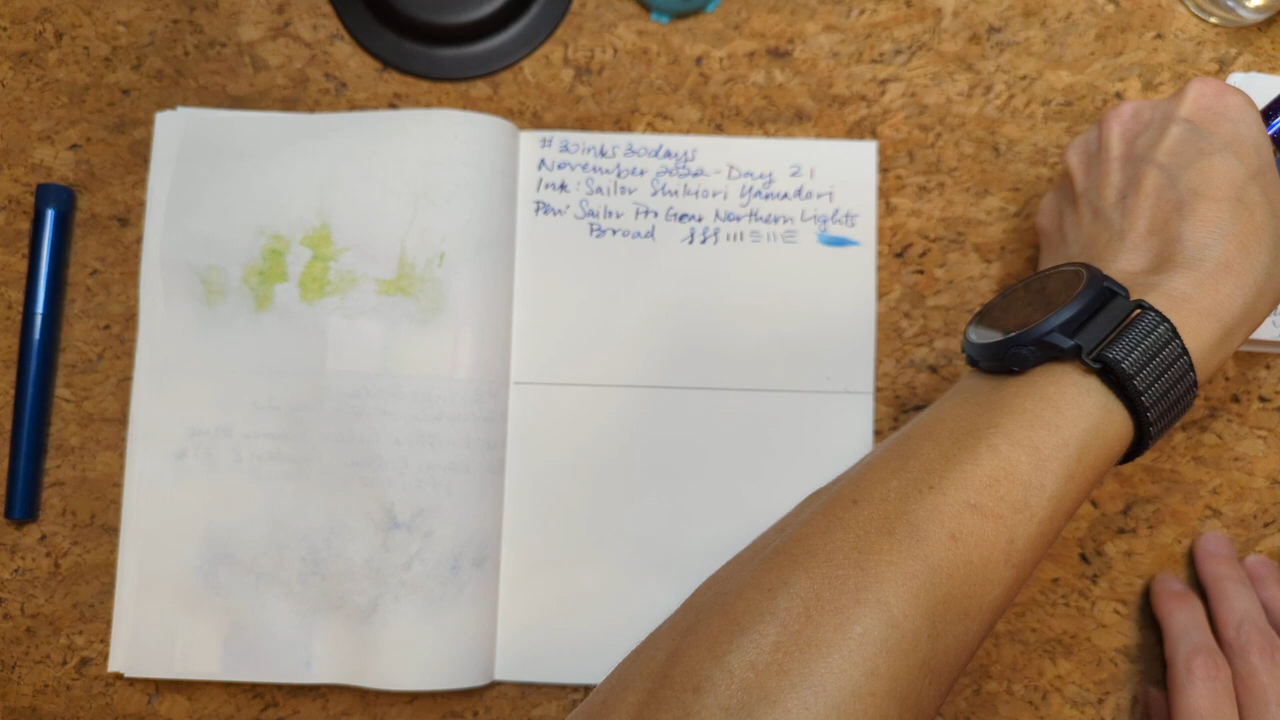 #30inks30days
November 2022 - Day 21
Ink: Sailor Shikiori Yamadori
Pen: Sailor Pro Gear Northern Lights
Broad